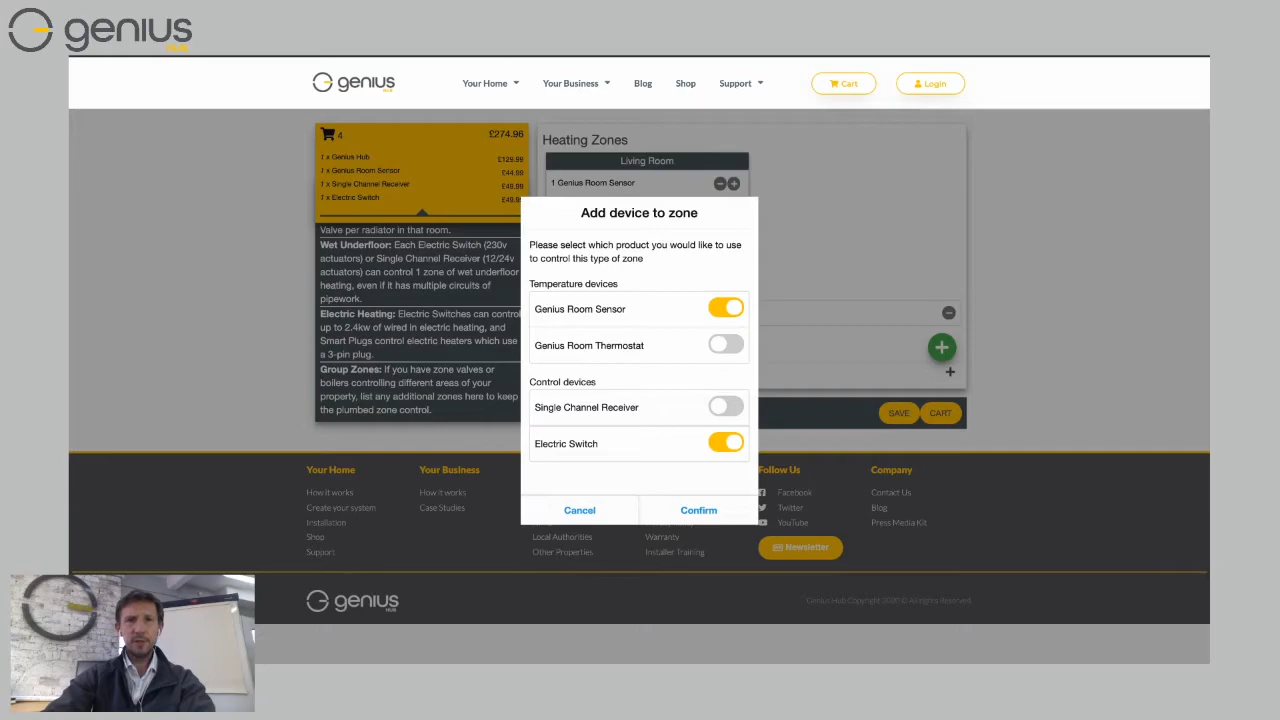 genius
HUB
genius
HUB
Your Home
Your Business
Blog
Shop
Support
Cart
Login
4
£274.96
1 x Genius Hub
£129.99
1 x Genius Room Sensor
£44.99
1 x Single Channel Receiver
£49.99
1 x Electric Switch
£49.99
Valve per radiator in that room.
Wet Underfloor: Each Electric Switch (230v
actuators) or Single Channel Receiver (12/24v
actuators) can control 1 zone of wet underfloor
heating, even if it has multiple circuits of
pipework.
Electric Heating: Electric Switches can control
up to 2.4kw of wired in electric heating, and
Smart Plugs control electric heaters which use
a 3-pin plug.
Group Zones: If you have zone valves or
boilers controlling different areas of your
property, list any additional zones here to keep
the plumbed zone control.
Heating Zones
Living Room
1 Genius Room Sensor
Add device to zone
Please select which product you would like to use
to control this type of zone
Temperature devices
Genius Room Sensor
Genius Room Thermostat
Control devices
Single Channel Receiver
Electric Switch
Cancel
Confirm
SAVE
CART
Your Home
How it works
Create your system
Installation
Shop
Support
Your Business
How it works
Case Studies
Local Authorities
Other Properties
Warranty
Installer Training
Follow Us
Facebook
Twitter
YouTube
Newsletter
Company
Contact Us
Blog
Press Media Kit
genius
HUB
Genius Hub Copyright 2020 © All rights Reserved